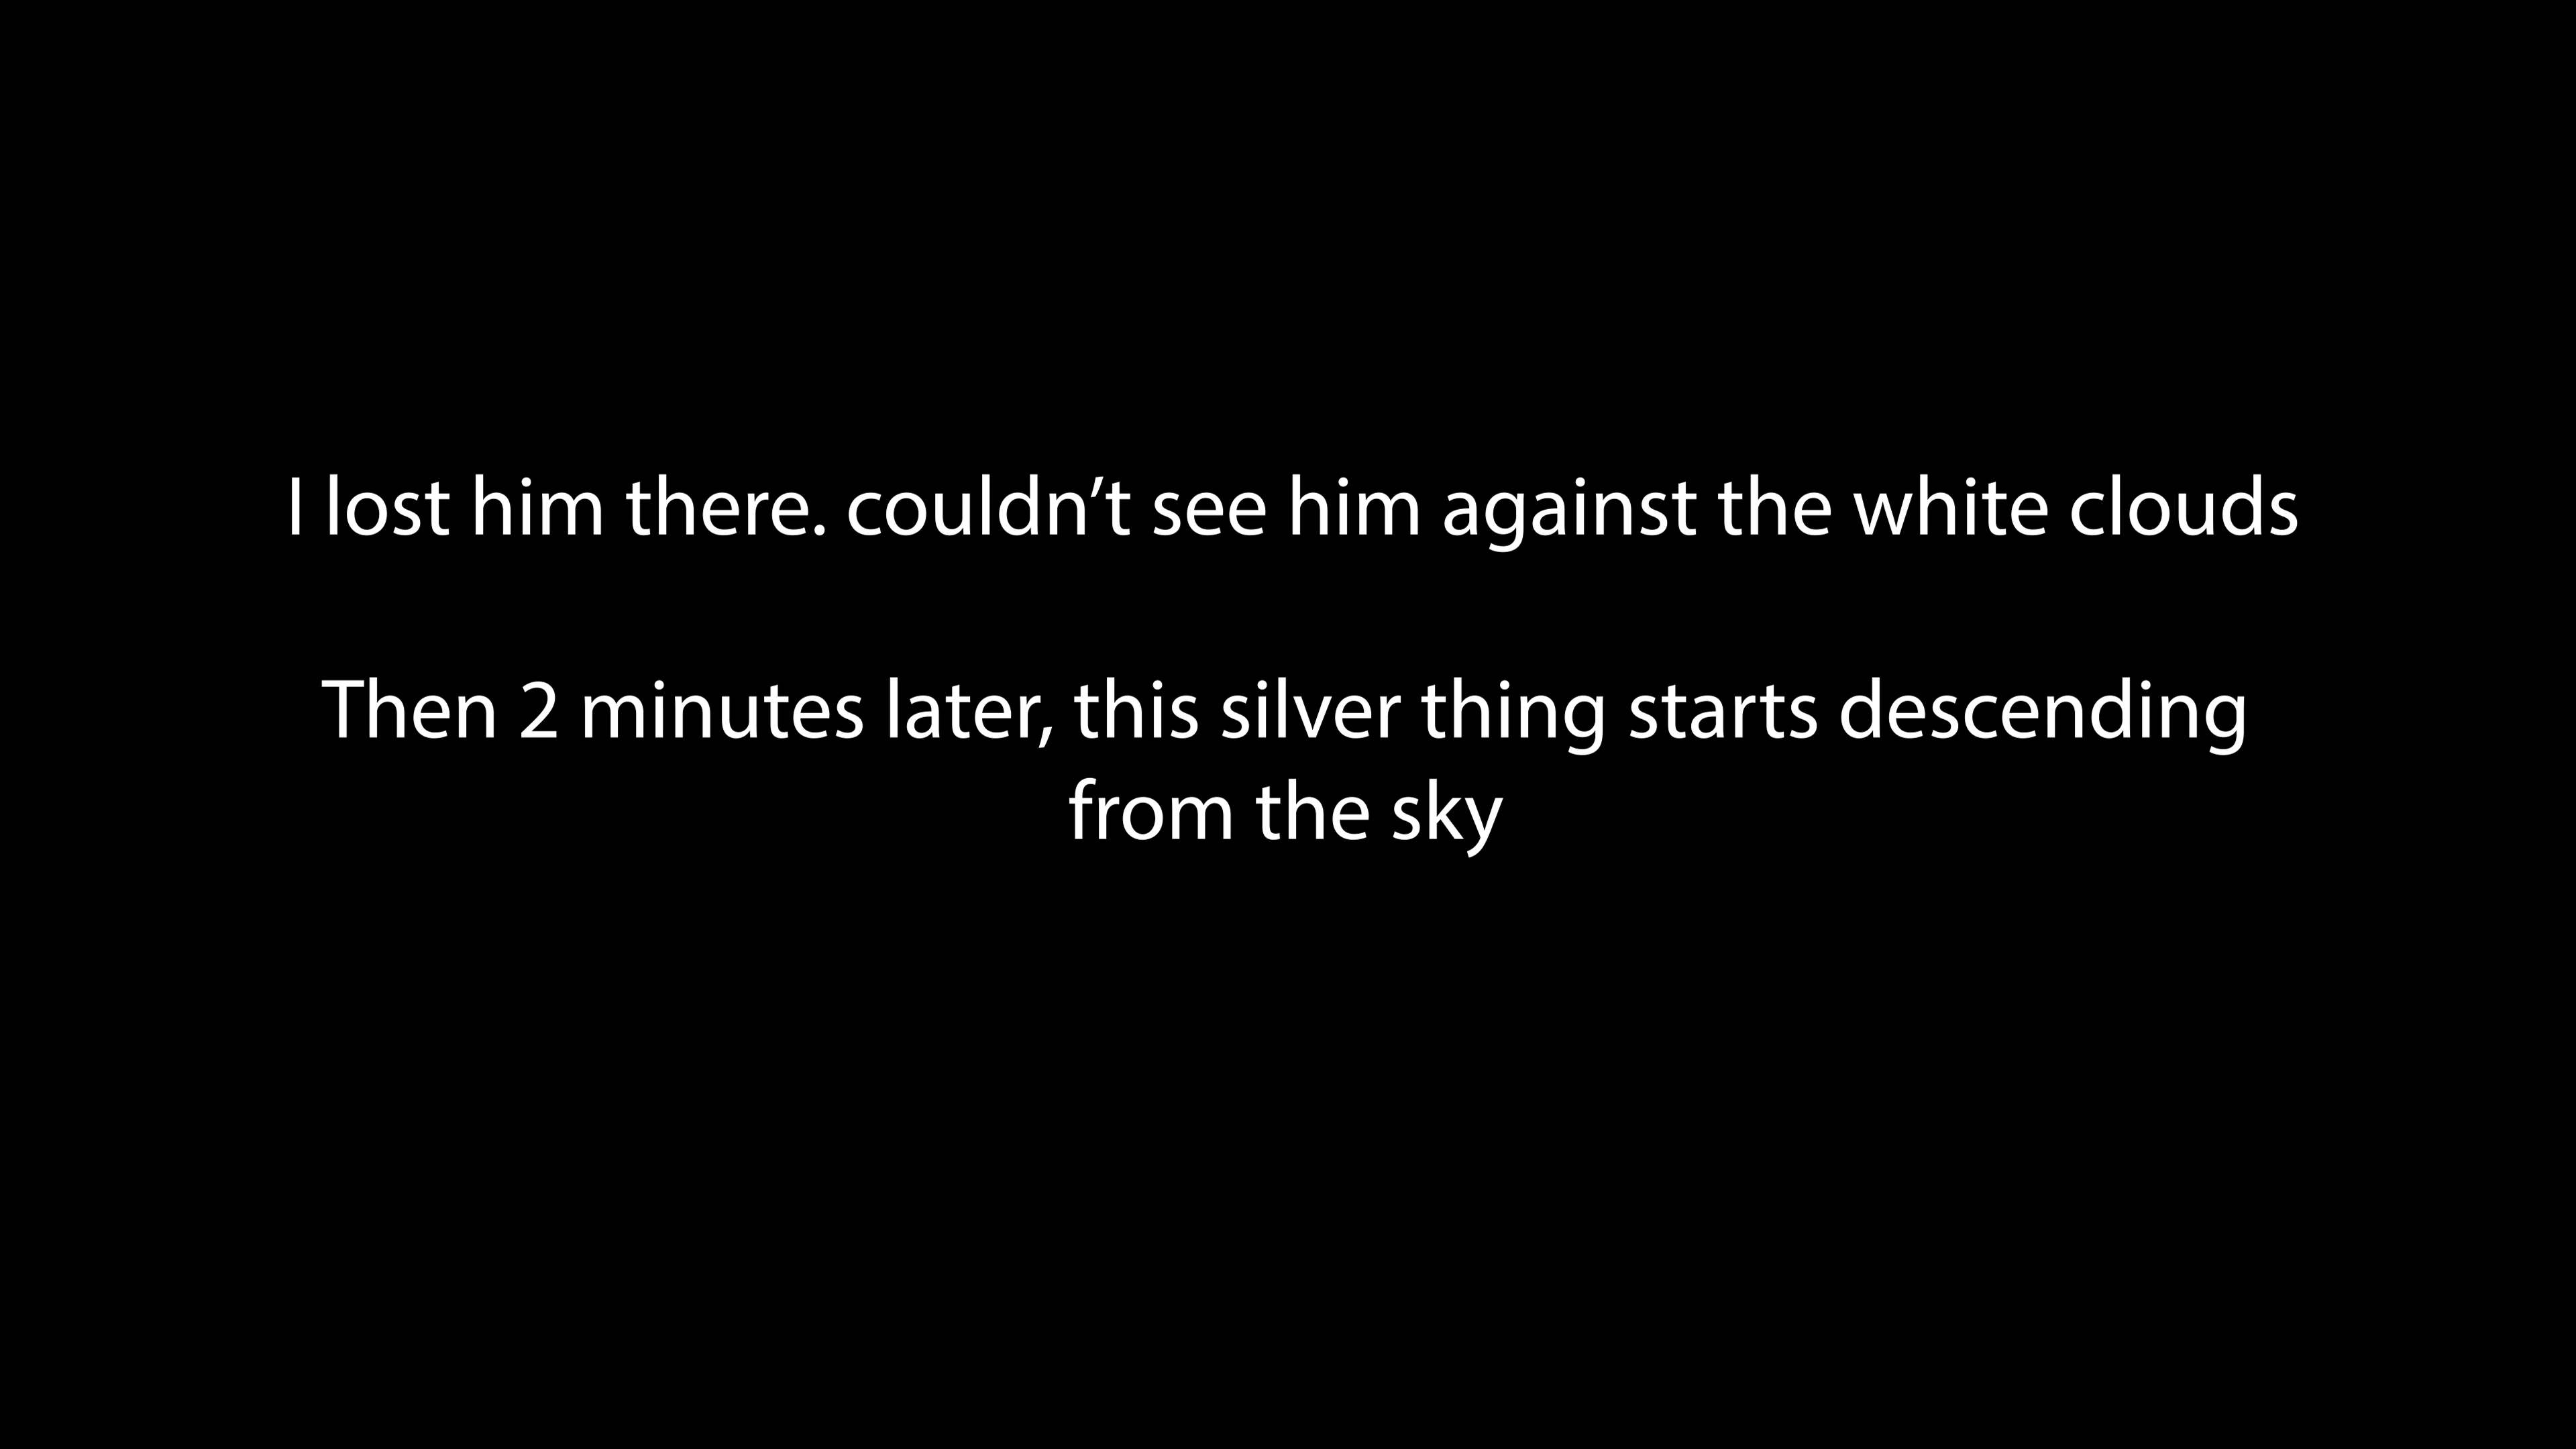 I lost him there. couldn’t see him against the white clouds
Then 2 minutes later, this silver thing starts descending
from the sky